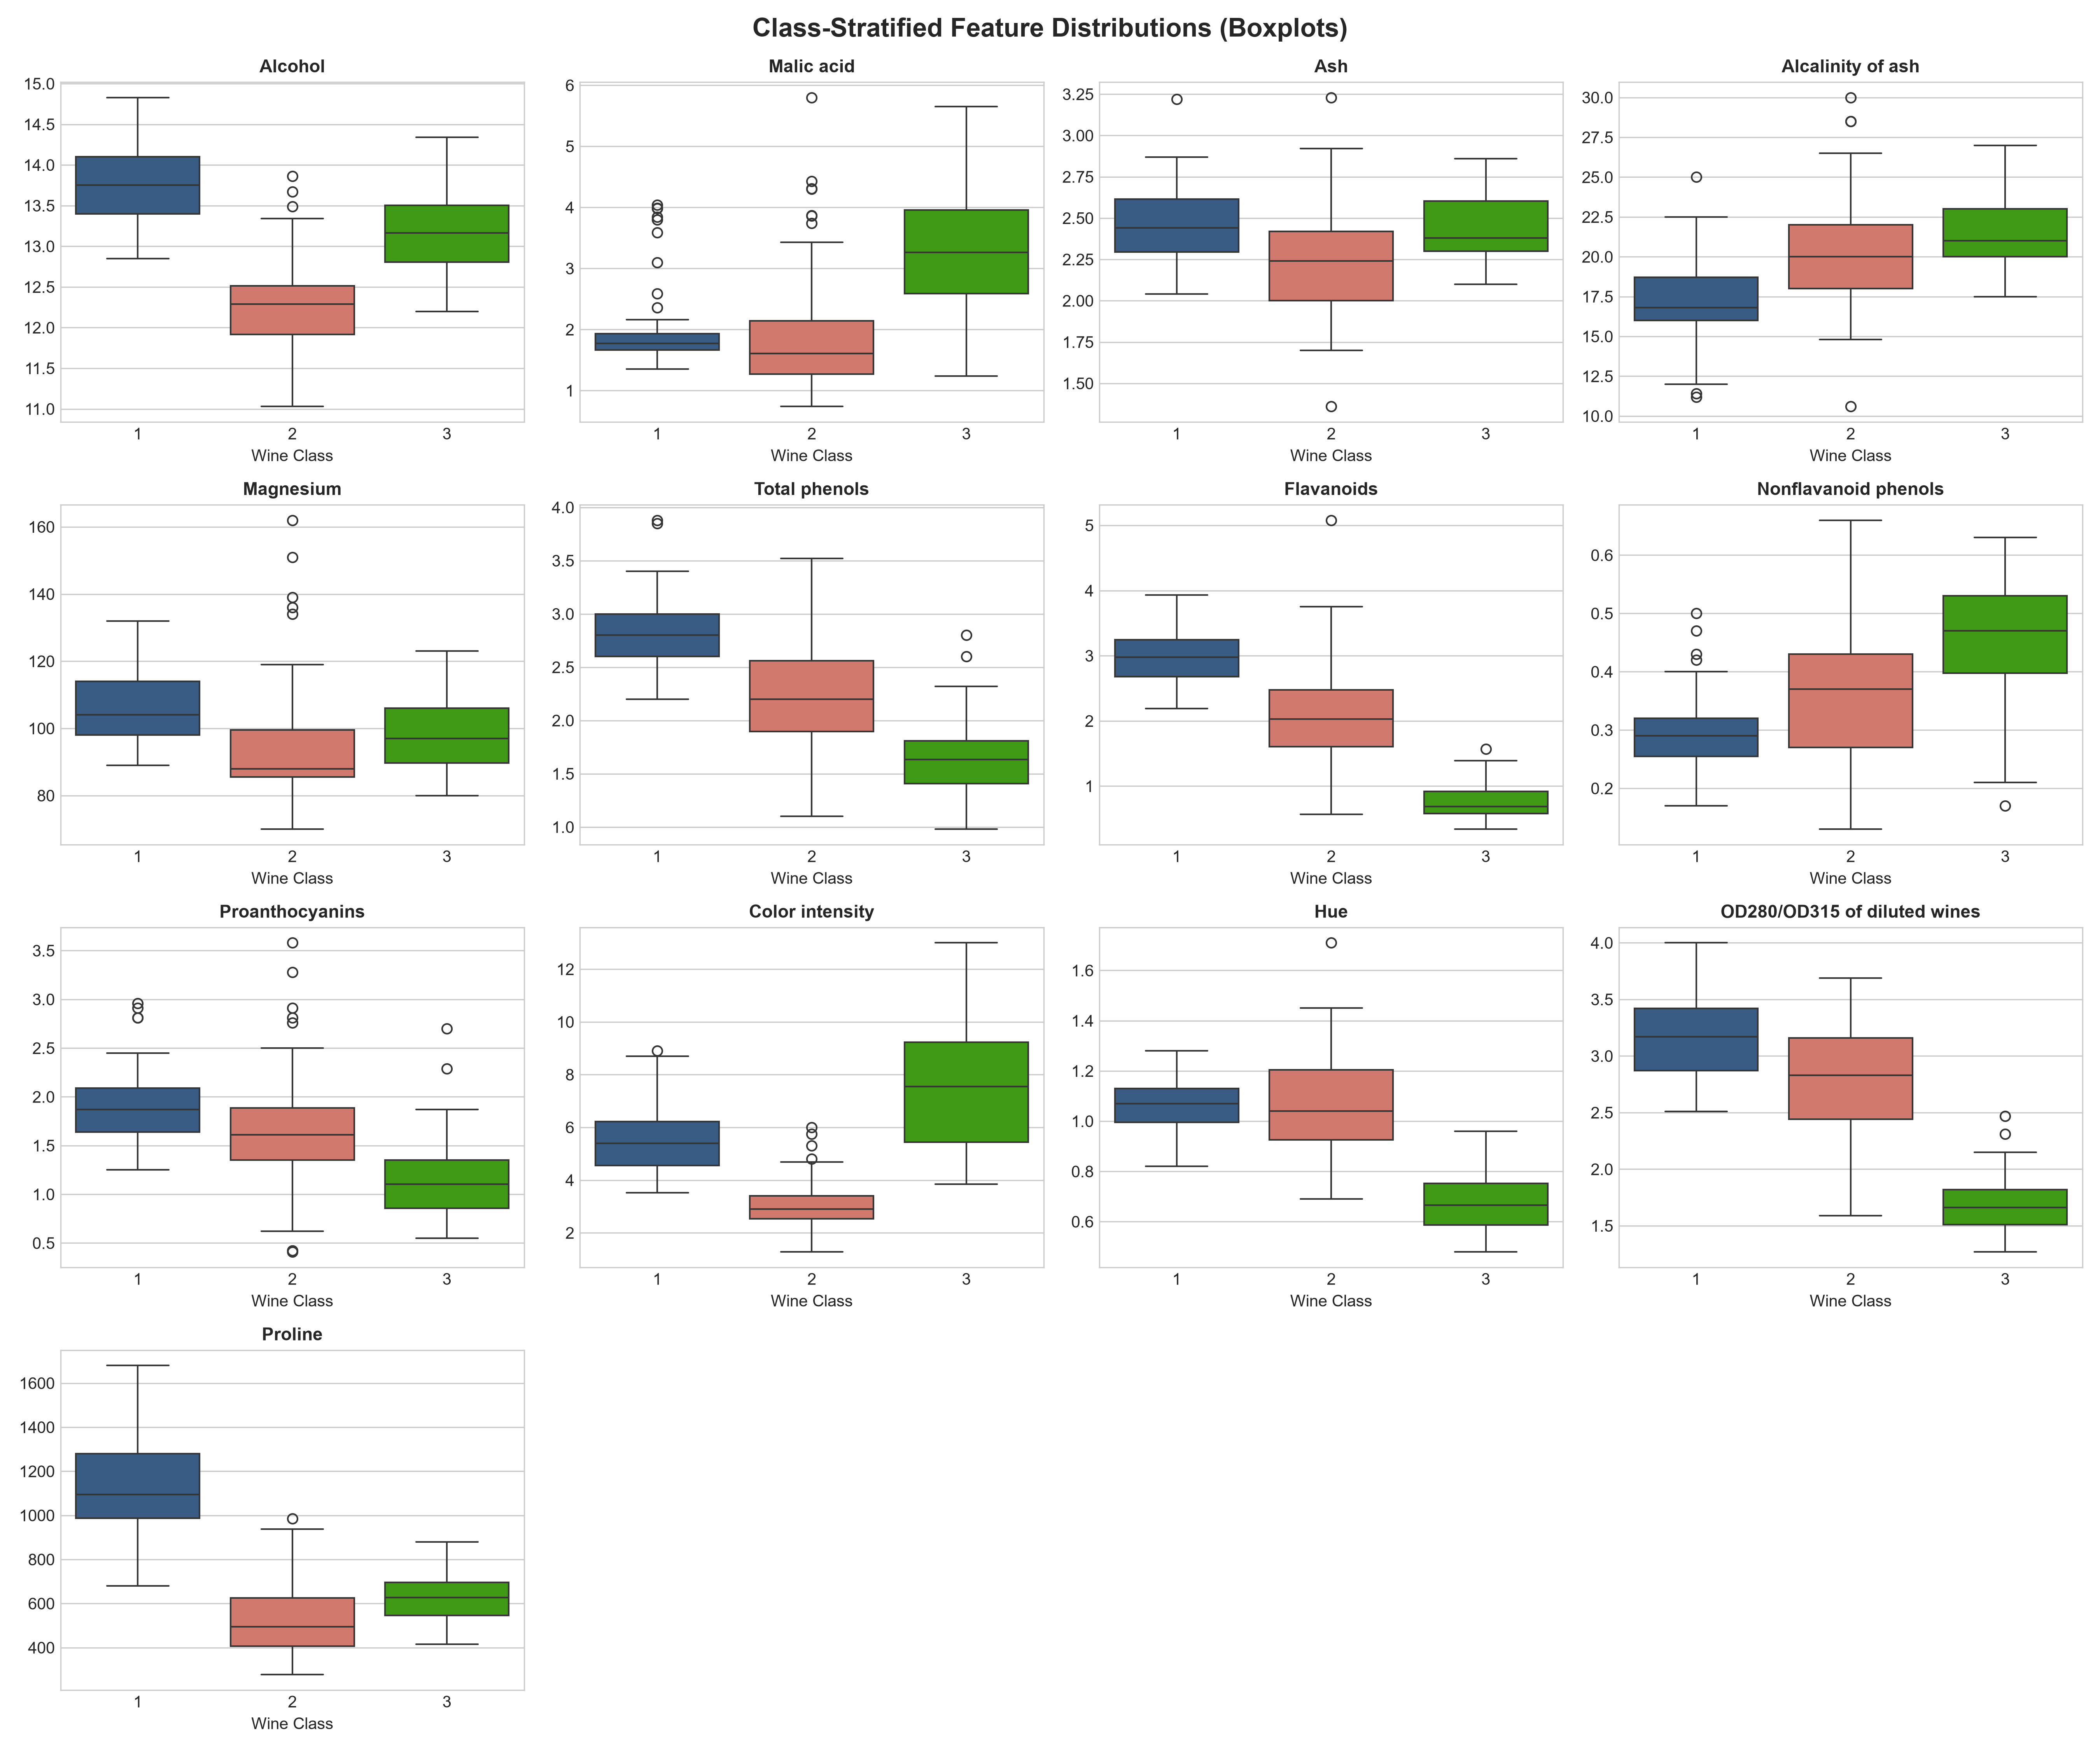 Class-Stratified Feature Distributions (Boxplots)
Alcohol
15.0
14.5
14.0
13.5
13.0
12.5
12.0
11.5
11.0
1 2 3
Wine Class
Malic acid
6
5
4
3
2
1
1 2 3
Wine Class
Ash
3.25
3.00
2.75
2.50
2.25
2.00
1.75
1.50
1 2 3
Wine Class
Alcalinity of ash
30.0
27.5
25.0
22.5
20.0
17.5
15.0
12.5
10.0
1 2 3
Wine Class
Magnesium
160
140
120
100
80
1 2 3
Wine Class
Total phenols
4.0
3.5
3.0
2.5
2.0
1.5
1.0
1 2 3
Wine Class
Flavanoids
5
4
3
2
1
1 2 3
Wine Class
Nonflavanoid phenols
0.6
0.5
0.4
0.3
0.2
1 2 3
Wine Class
Proanthocyanins
3.5
3.0
2.5
2.0
1.5
1.0
0.5
1 2 3
Wine Class
Color intensity
12
10
8
6
4
2
1 2 3
Wine Class
Hue
1.6
1.4
1.2
1.0
0.8
0.6
1 2 3
Wine Class
OD280/OD315 of diluted wines
4.0
3.5
3.0
2.5
2.0
1.5
1 2 3
Wine Class
Proline
1600
1400
1200
1000
800
600
400
1 2 3
Wine Class